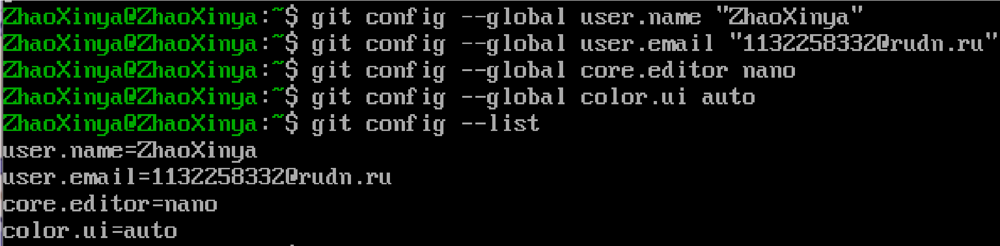 ZhaoXinya@ZhaoXinya:~$ git config --global user.name "ZhaoXinya"
ZhaoXinya@ZhaoXinya:~$ git config --global user.email "1132258332@rudn.ru"
ZhaoXinya@ZhaoXinya:~$ git config --global core.editor nano
ZhaoXinya@ZhaoXinya:~$ git config --global color.ui auto
ZhaoXinya@ZhaoXinya:~$ git config --list
user.name=ZhaoXinya
user.email=1132258332@rudn.ru
core.editor=nano
color.ui=auto